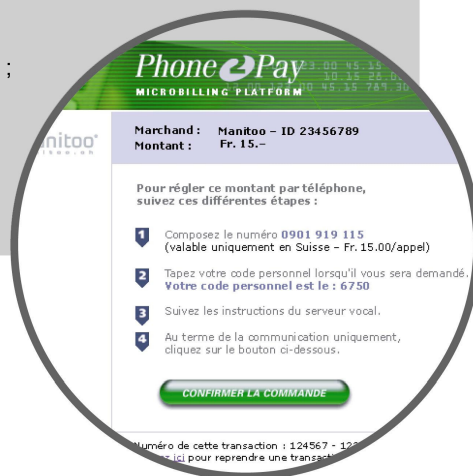 ;
Phone2Pay
MICROBILLING PLATFORM
Marchand : Manitoo – ID 23456789
Montant : Fr. 15.–
Pour régler ce montant par téléphone,
suivez ces différentes étapes :
1 Composez le numéro 0901 919 115
(valable uniquement en Suisse – Fr. 15.00/appel)
2 Tapez votre code personnel lorsqu'il vous sera demandé.
Votre code personnel est le : 6750
3 Suivez les instructions du serveur vocal.
4 Au terme de la communication uniquement,
cliquez sur le bouton ci-dessous.
CONFIRMER LA COMMANDE
Numéro de cette transaction : 124567 -
ici pour reprendre une